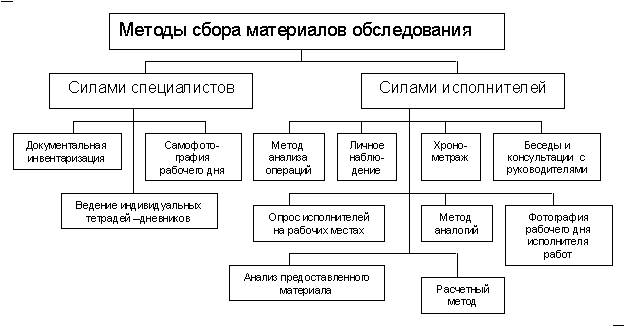 Методы сбора материалов обследования
Силами специалистов
Силами исполнителей
Документальная
инвентаризация
Самофото-
графия
рабочего дня
Метод
анализа
операций
Личное
наблю-
дение
Хроно-
метраж
Беседы и
консультации с
руководителями
Ведение индивидуальных
тетрадей –дневников
Опрос исполнителей
на рабочих местах
Метод
аналогий
Фотография
рабочего дня
исполнителя
работ
Анализ предоставленного
материала
Расчетный
метод